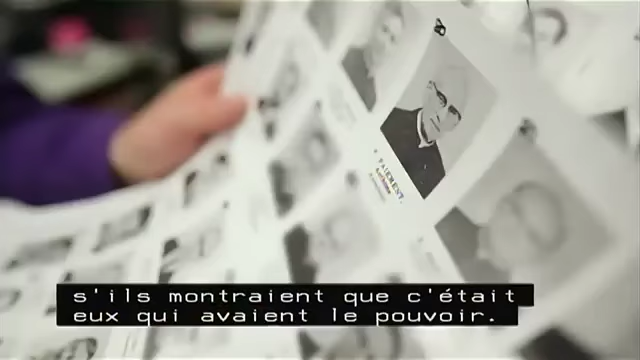 s'ils montraient que c'était
eux qui avaient le pouvoir.